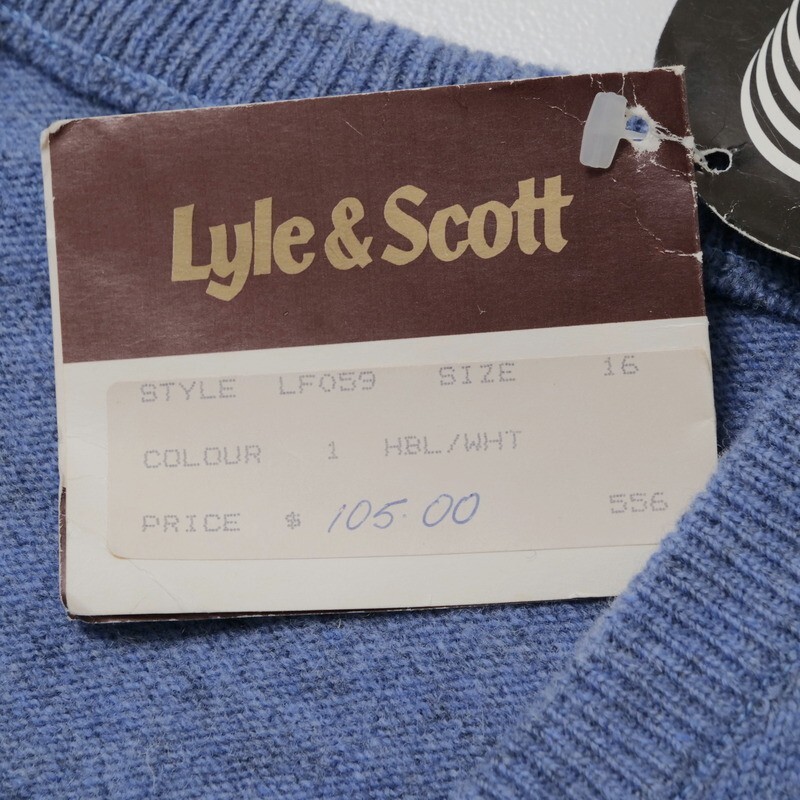 Lyle & Scott
STYLE LF059 SIZE 16
COLOUR 1 HBL/WHT
PRICE $ 105.00 556